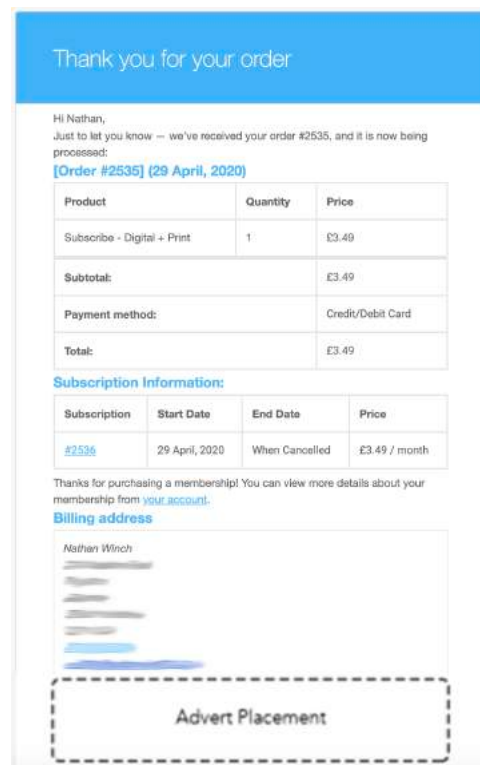 Thank you for your order
Hi Nathan,
Just to let you know — we've received your order #2535, and it is now being
processed:
[Order #2535] (29 April, 2020)
Product Quantity Price
Subscribe - Digital + Print 1 £3.49
Subtotal: £3.49
Payment method: Credit/Debit Card
Total: £3.49
Subscription Information:
Subscription Start Date End Date Price
#2536 29 April, 2020 When Cancelled £3.49 / month
Thanks for purchasing a membership! You can view more details about your
membership from your account.
Billing address
Nathan Winch
Advert Placement